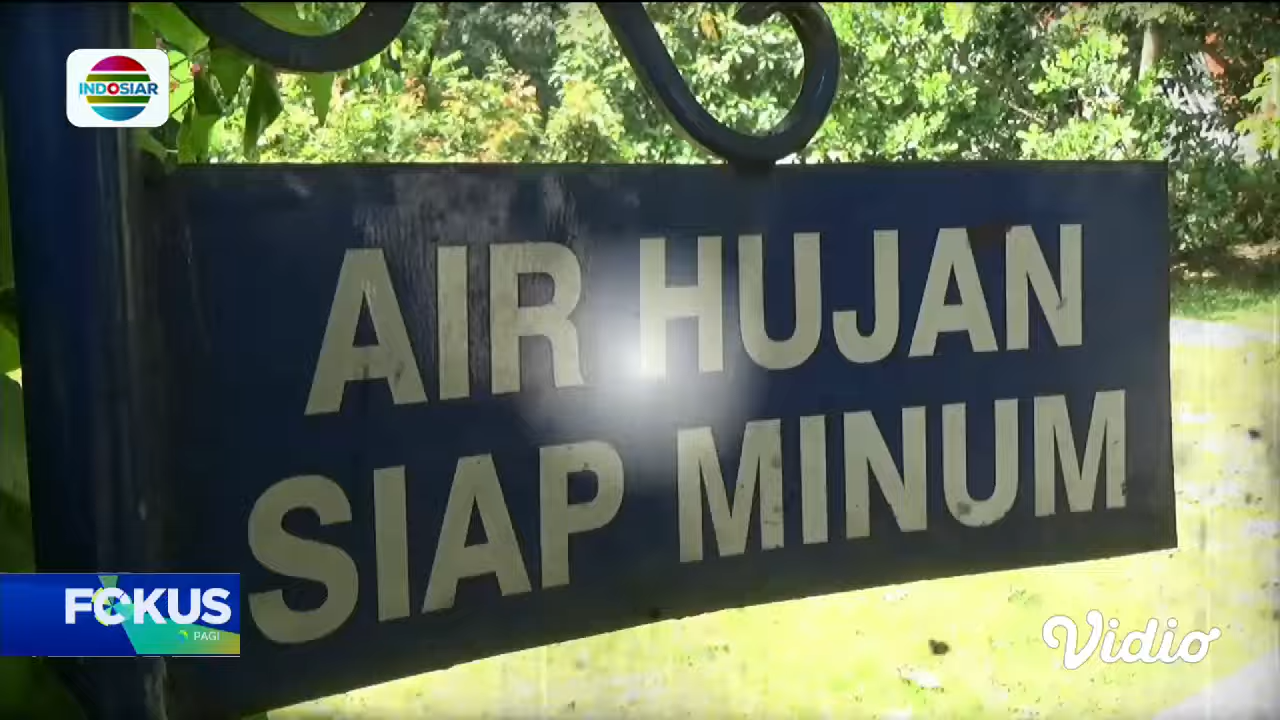 INDOSIAR
AIR HUJAN
SIAP MINUM
FOKUS
PAGI
Vidio